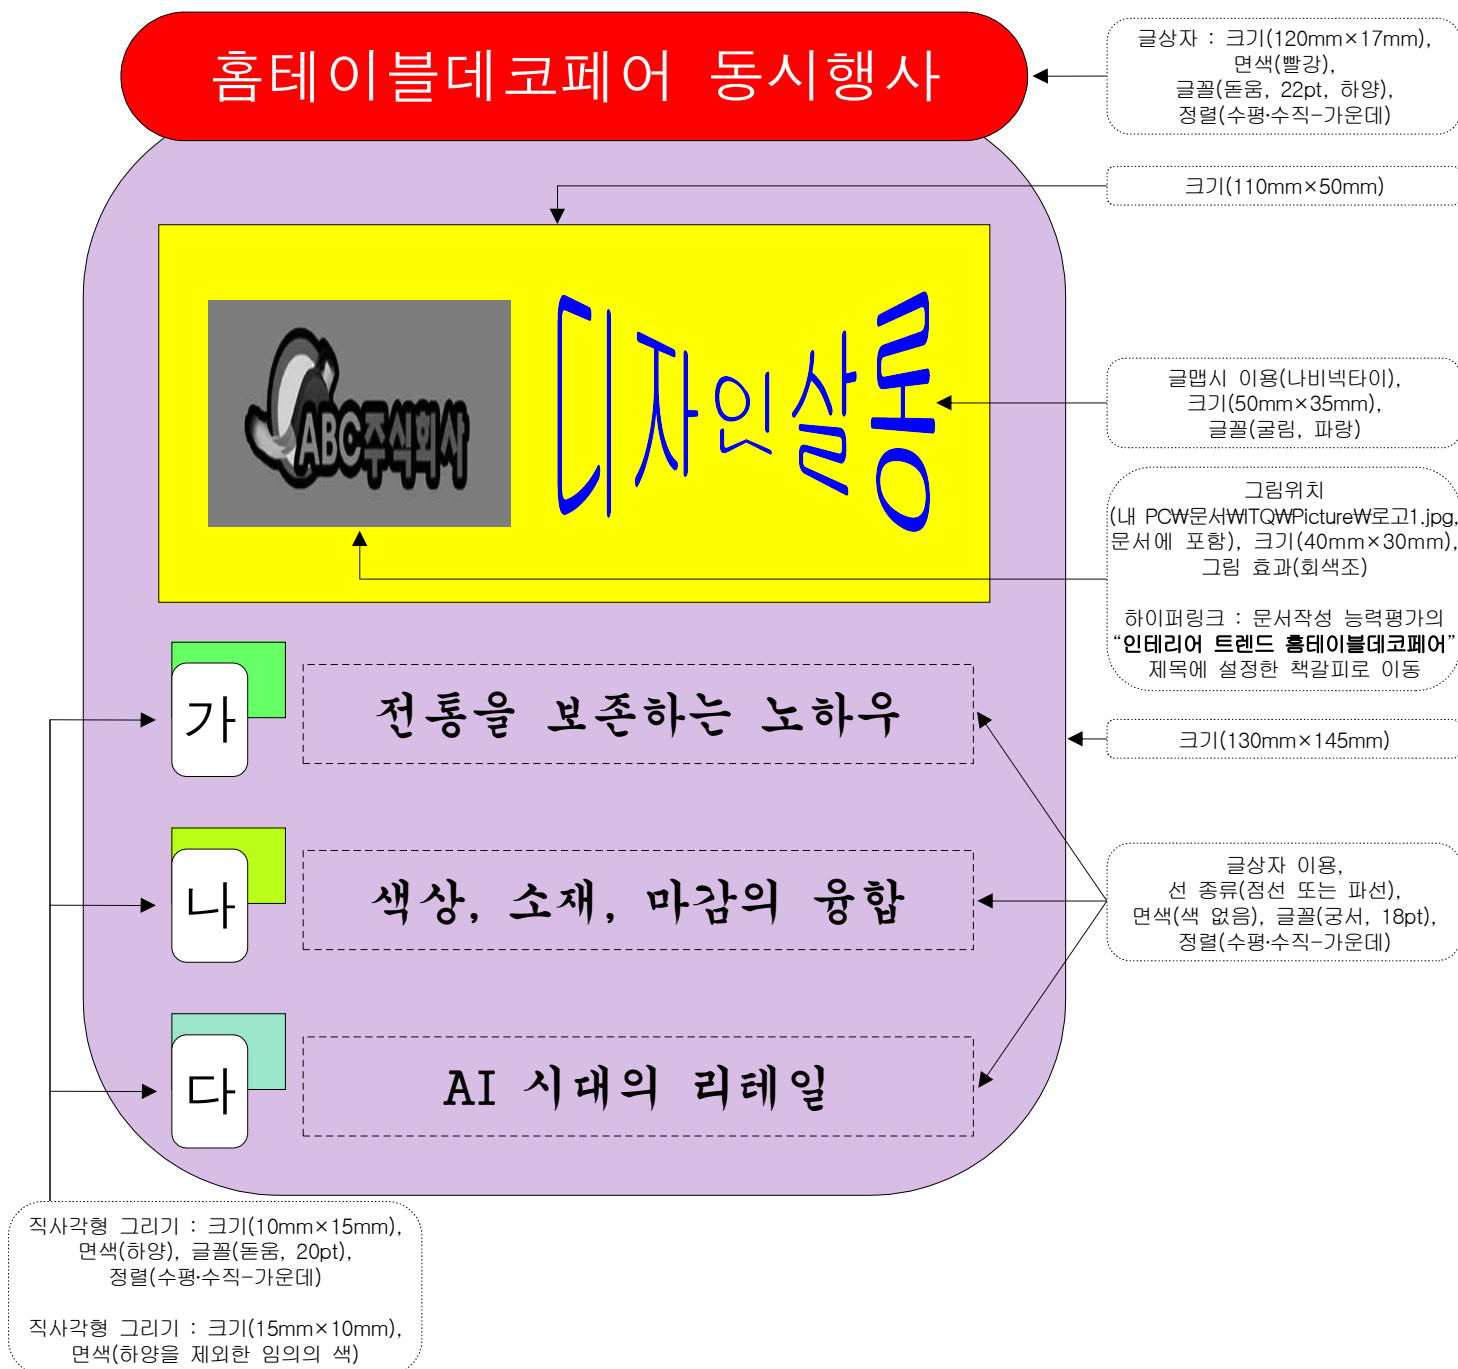 홈테이블데코페어 동시행사
글상자 : 크기(120mm×17mm),
면색(빨강),
글꼴(돋움, 22pt, 하양),
정렬(수평·수직-가운데)
크기(110mm×50mm)
ABC주식회사
디자인살롱
글맵시 이용(나비넥타이),
크기(50mm×35mm),
글꼴(굴림, 파랑)
그림위치
(내 PC₩문서₩ITQ₩Picture₩로고1.jpg,
문서에 포함), 크기(40mm×30mm),
그림 효과(회색조)
하이퍼링크 : 문서작성 능력평가의
“인테리어 트렌드 홈테이블데코페어”
제목에 설정한 책갈피로 이동
가
전통을 보존하는 노하우
크기(130mm×145mm)
나
색상, 소재, 마감의 융합
글상자 이용,
선 종류(점선 또는 파선),
면색(색 없음), 글꼴(궁서, 18pt),
정렬(수평·수직-가운데)
다
AI 시대의 리테일
직사각형 그리기 : 크기(10mm×15mm),
면색(하양), 글꼴(돋움, 20pt),
정렬(수평·수직-가운데)
직사각형 그리기 : 크기(15mm×10mm),
면색(하양을 제외한 임의의 색)